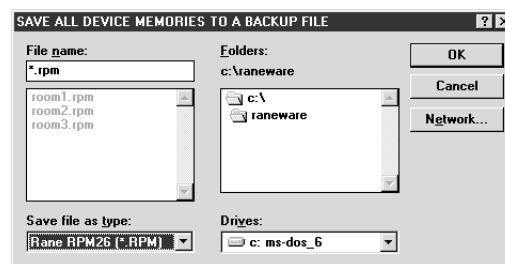 SAVE ALL DEVICE MEMORIES TO A BACKUP FILE
File name:
*.rpm
room1.rpm
room2.rpm
room3.rpm
Save file as type:
Rane RPM26 (*.RPM)
Folders:
c:\raneware
c:\
raneware
Drives:
c: ms-dos_6
OK
Cancel
Network...